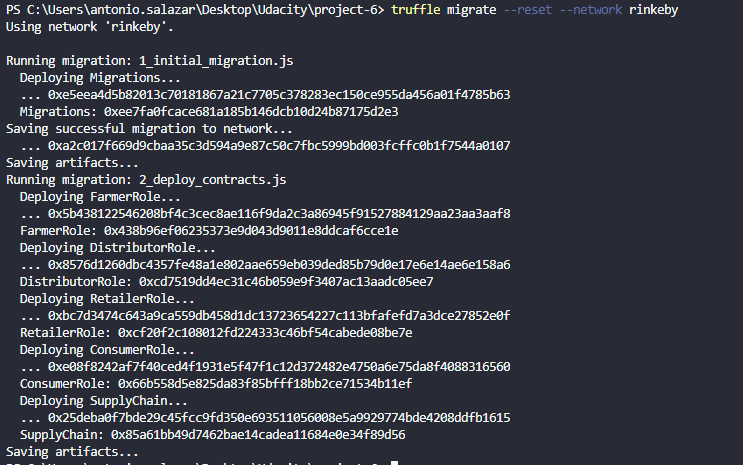 PS C:\Users\antonio.salazar\Desktop\Udacity\project-6> truffle migrate --reset --network rinkeby
Using network 'rinkeby'.

Running migration: 1_initial_migration.js
  Deploying Migrations...
  ... 0xe5eea4d5b82013c70181867a21c7705c378283ec150ce955da456a01f4785b63
  Migrations: 0xee7fa0fcace681a185b146dcb10d24b87175d2e3
Saving successful migration to network...
  ... 0xa2c017f669d9cbaa35c3d594a9e87c50c7fbc5999bd003fcffc0b1f7544a0107
Saving artifacts...
Running migration: 2_deploy_contracts.js
  Deploying FarmerRole...
  ... 0x5b438122546208bf4c3cec8ae116f9da2c3a86945f91527884129aa23aa3aaf8
  FarmerRole: 0x438b96ef06235373e9d043d9011e8ddcaf6cce1e
  Deploying DistributorRole...
  ... 0x8576d1260dbc4357fe48a1e802aae659eb039ded85b79d0e17e6e14ae6e158a6
  DistributorRole: 0xcd7519dd4ec31c46b059e9f3407ac13aadc05ee7
  Deploying RetailerRole...
  ... 0xbc7d3474c643a9ca559db458d1dc13723654227c113bfafefd7a3dce27852e0f
  RetailerRole: 0xcf20f2c108012fd224333c46bf54cabede08be7e
  Deploying ConsumerRole...
  ... 0xe08f8242af7f40ced4f1931e5f47f1c12d372482e4750a6e75da8f4088316560
  ConsumerRole: 0x66b558d5e825da83f85bfff18bb2ce71534b11ef
  Deploying SupplyChain...
  ... 0x25deba0f7bde29c45fcc9fd350e693511056008e5a9929774bde4208ddfb1615
  SupplyChain: 0x85a61bb49d7462bae14cadea11684e0e34f89d56
Saving artifacts...